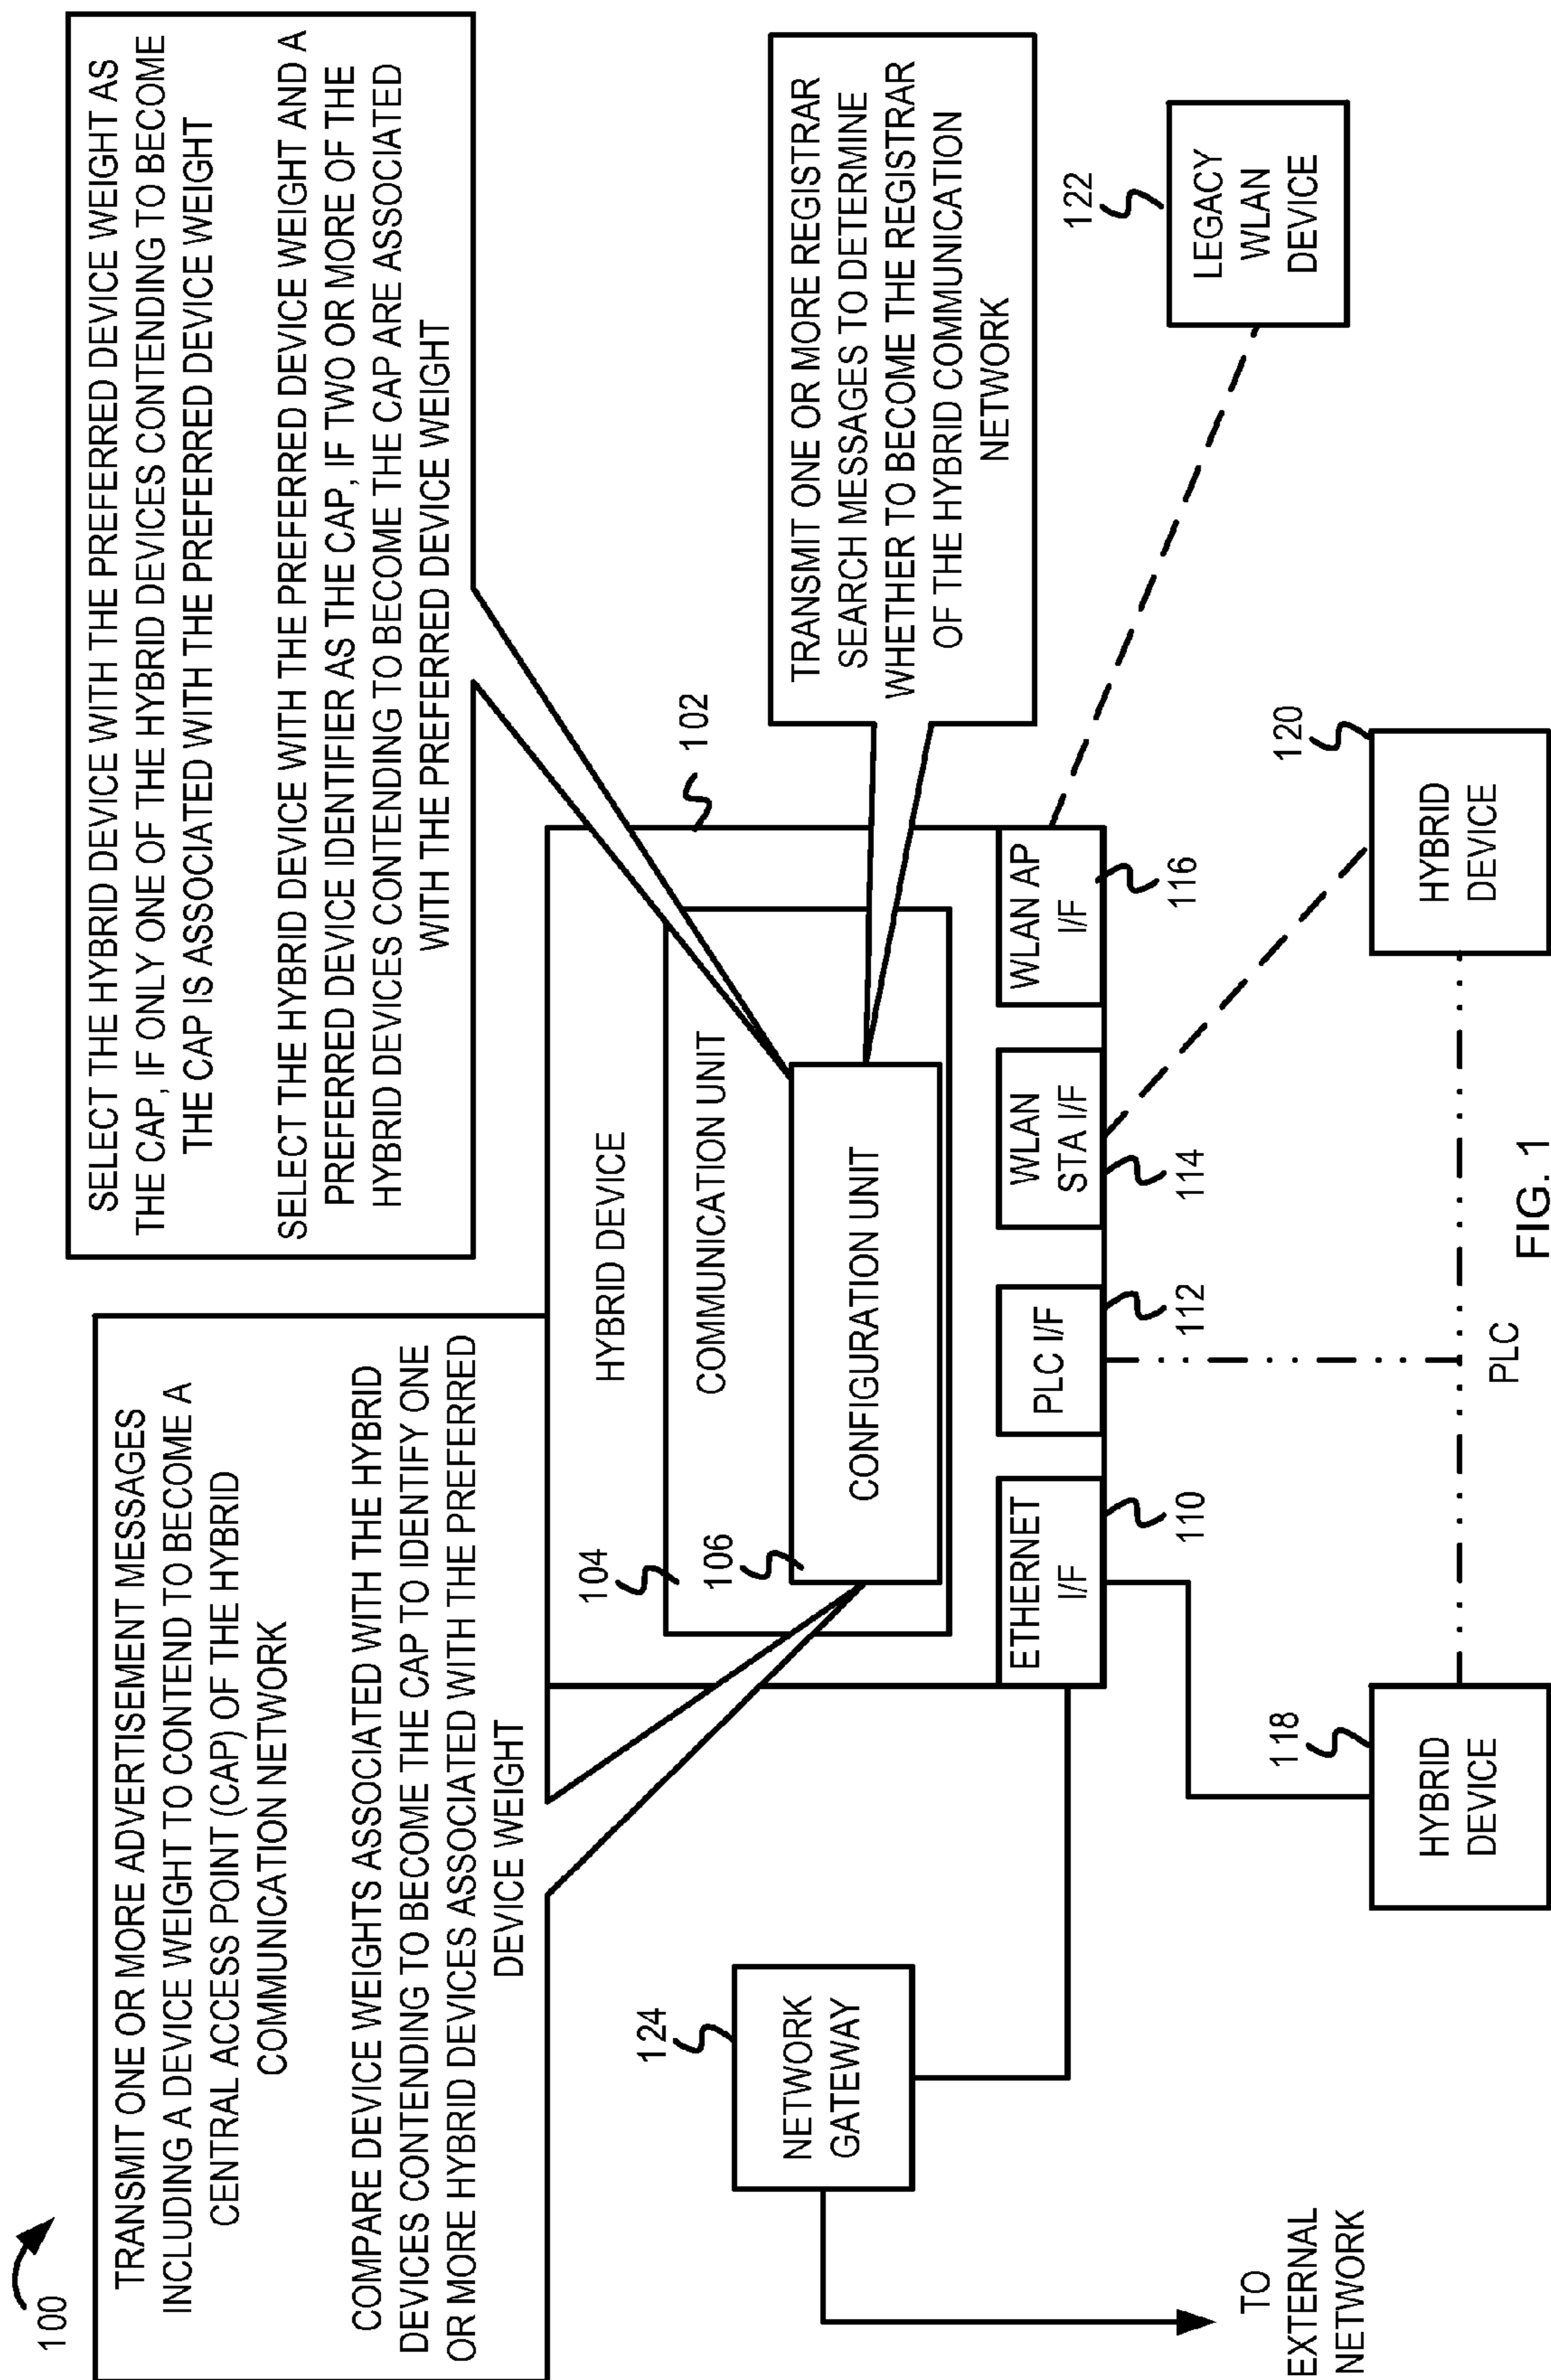 100
TRANSMIT ONE OR MORE ADVERTISEMENT MESSAGES
INCLUDING A DEVICE WEIGHT TO CONTEND TO BECOME A
CENTRAL ACCESS POINT (CAP) OF THE HYBRID
COMMUNICATION NETWORK
COMPARE DEVICE WEIGHTS ASSOCIATED WITH THE HYBRID
DEVICES CONTENDING TO BECOME THE CAP TO IDENTIFY ONE
OR MORE HYBRID DEVICES ASSOCIATED WITH THE PREFERRED
DEVICE WEIGHT
SELECT THE HYBRID DEVICE WITH THE PREFERRED DEVICE WEIGHT AS
THE CAP, IF ONLY ONE OF THE HYBRID DEVICES CONTENDING TO BECOME
THE CAP IS ASSOCIATED WITH THE PREFERRED DEVICE WEIGHT
SELECT THE HYBRID DEVICE WITH THE PREFERRED DEVICE WEIGHT AND A
PREFERRED DEVICE IDENTIFIER AS THE CAP, IF TWO OR MORE OF THE
HYBRID DEVICES CONTENDING TO BECOME THE CAP ARE ASSOCIATED
WITH THE PREFERRED DEVICE WEIGHT
TRANSMIT ONE OR MORE REGISTRAR
SEARCH MESSAGES TO DETERMINE
WHETHER TO BECOME THE REGISTRAR
OF THE HYBRID COMMUNICATION
NETWORK
102
HYBRID DEVICE
104
COMMUNICATION UNIT
106
CONFIGURATION UNIT
ETHERNET
I/F
110
PLC I/F
112
WLAN
STA I/F
114
WLAN AP
I/F
116
124
NETWORK
GATEWAY
TO
EXTERNAL
NETWORK
118
HYBRID
DEVICE
PLC
120
HYBRID
DEVICE
122
LEGACY
WLAN
DEVICE
FIG. 1